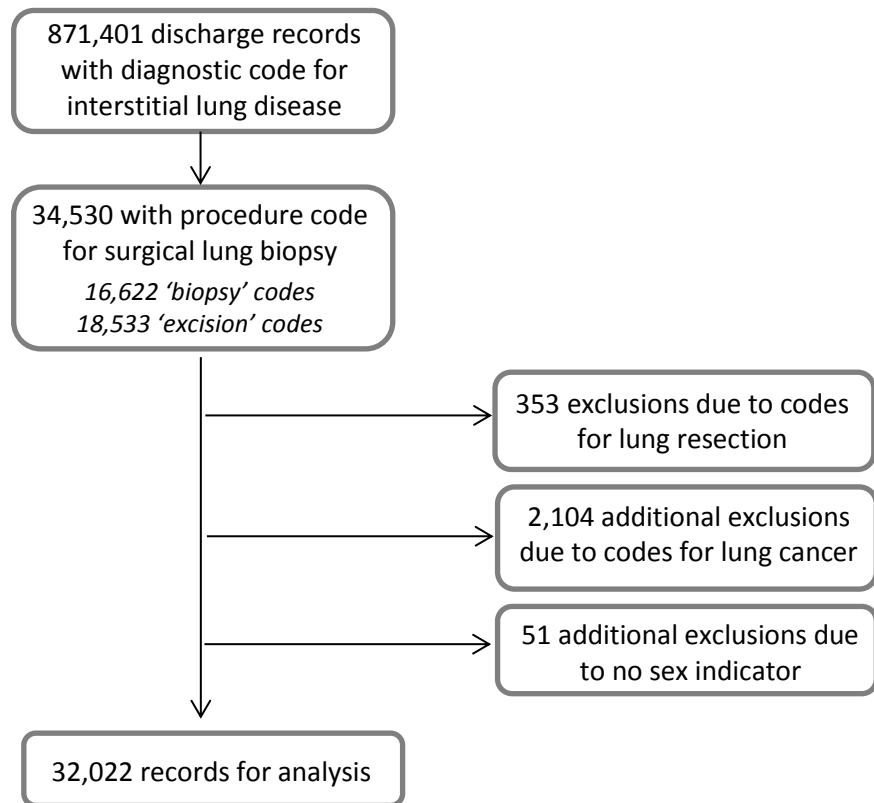 871,401 discharge records
with diagnostic code for
interstitial lung disease
34,530 with procedure code
for surgical lung biopsy
16,622 ‘biopsy’ codes
18,533 ‘excision’ codes
353 exclusions due to codes
for lung resection
2,104 additional exclusions
due to codes for lung cancer
51 additional exclusions due
to no sex indicator
32,022 records for analysis